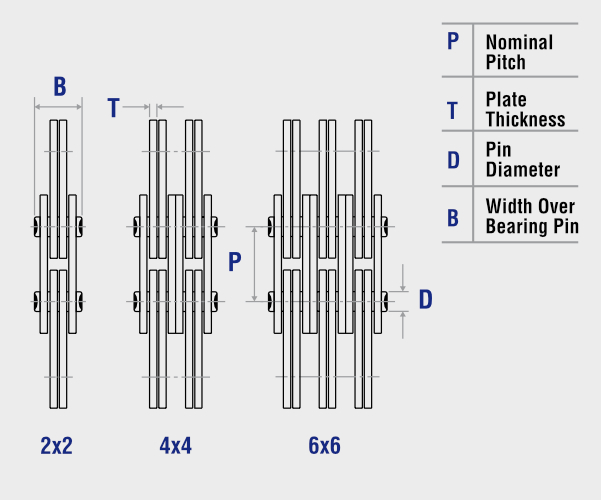 B
T
P
D
2x2
4x4
6x6
P Nominal
Pitch
T Plate
Thickness
D Pin
Diameter
B Width Over
Bearing Pin